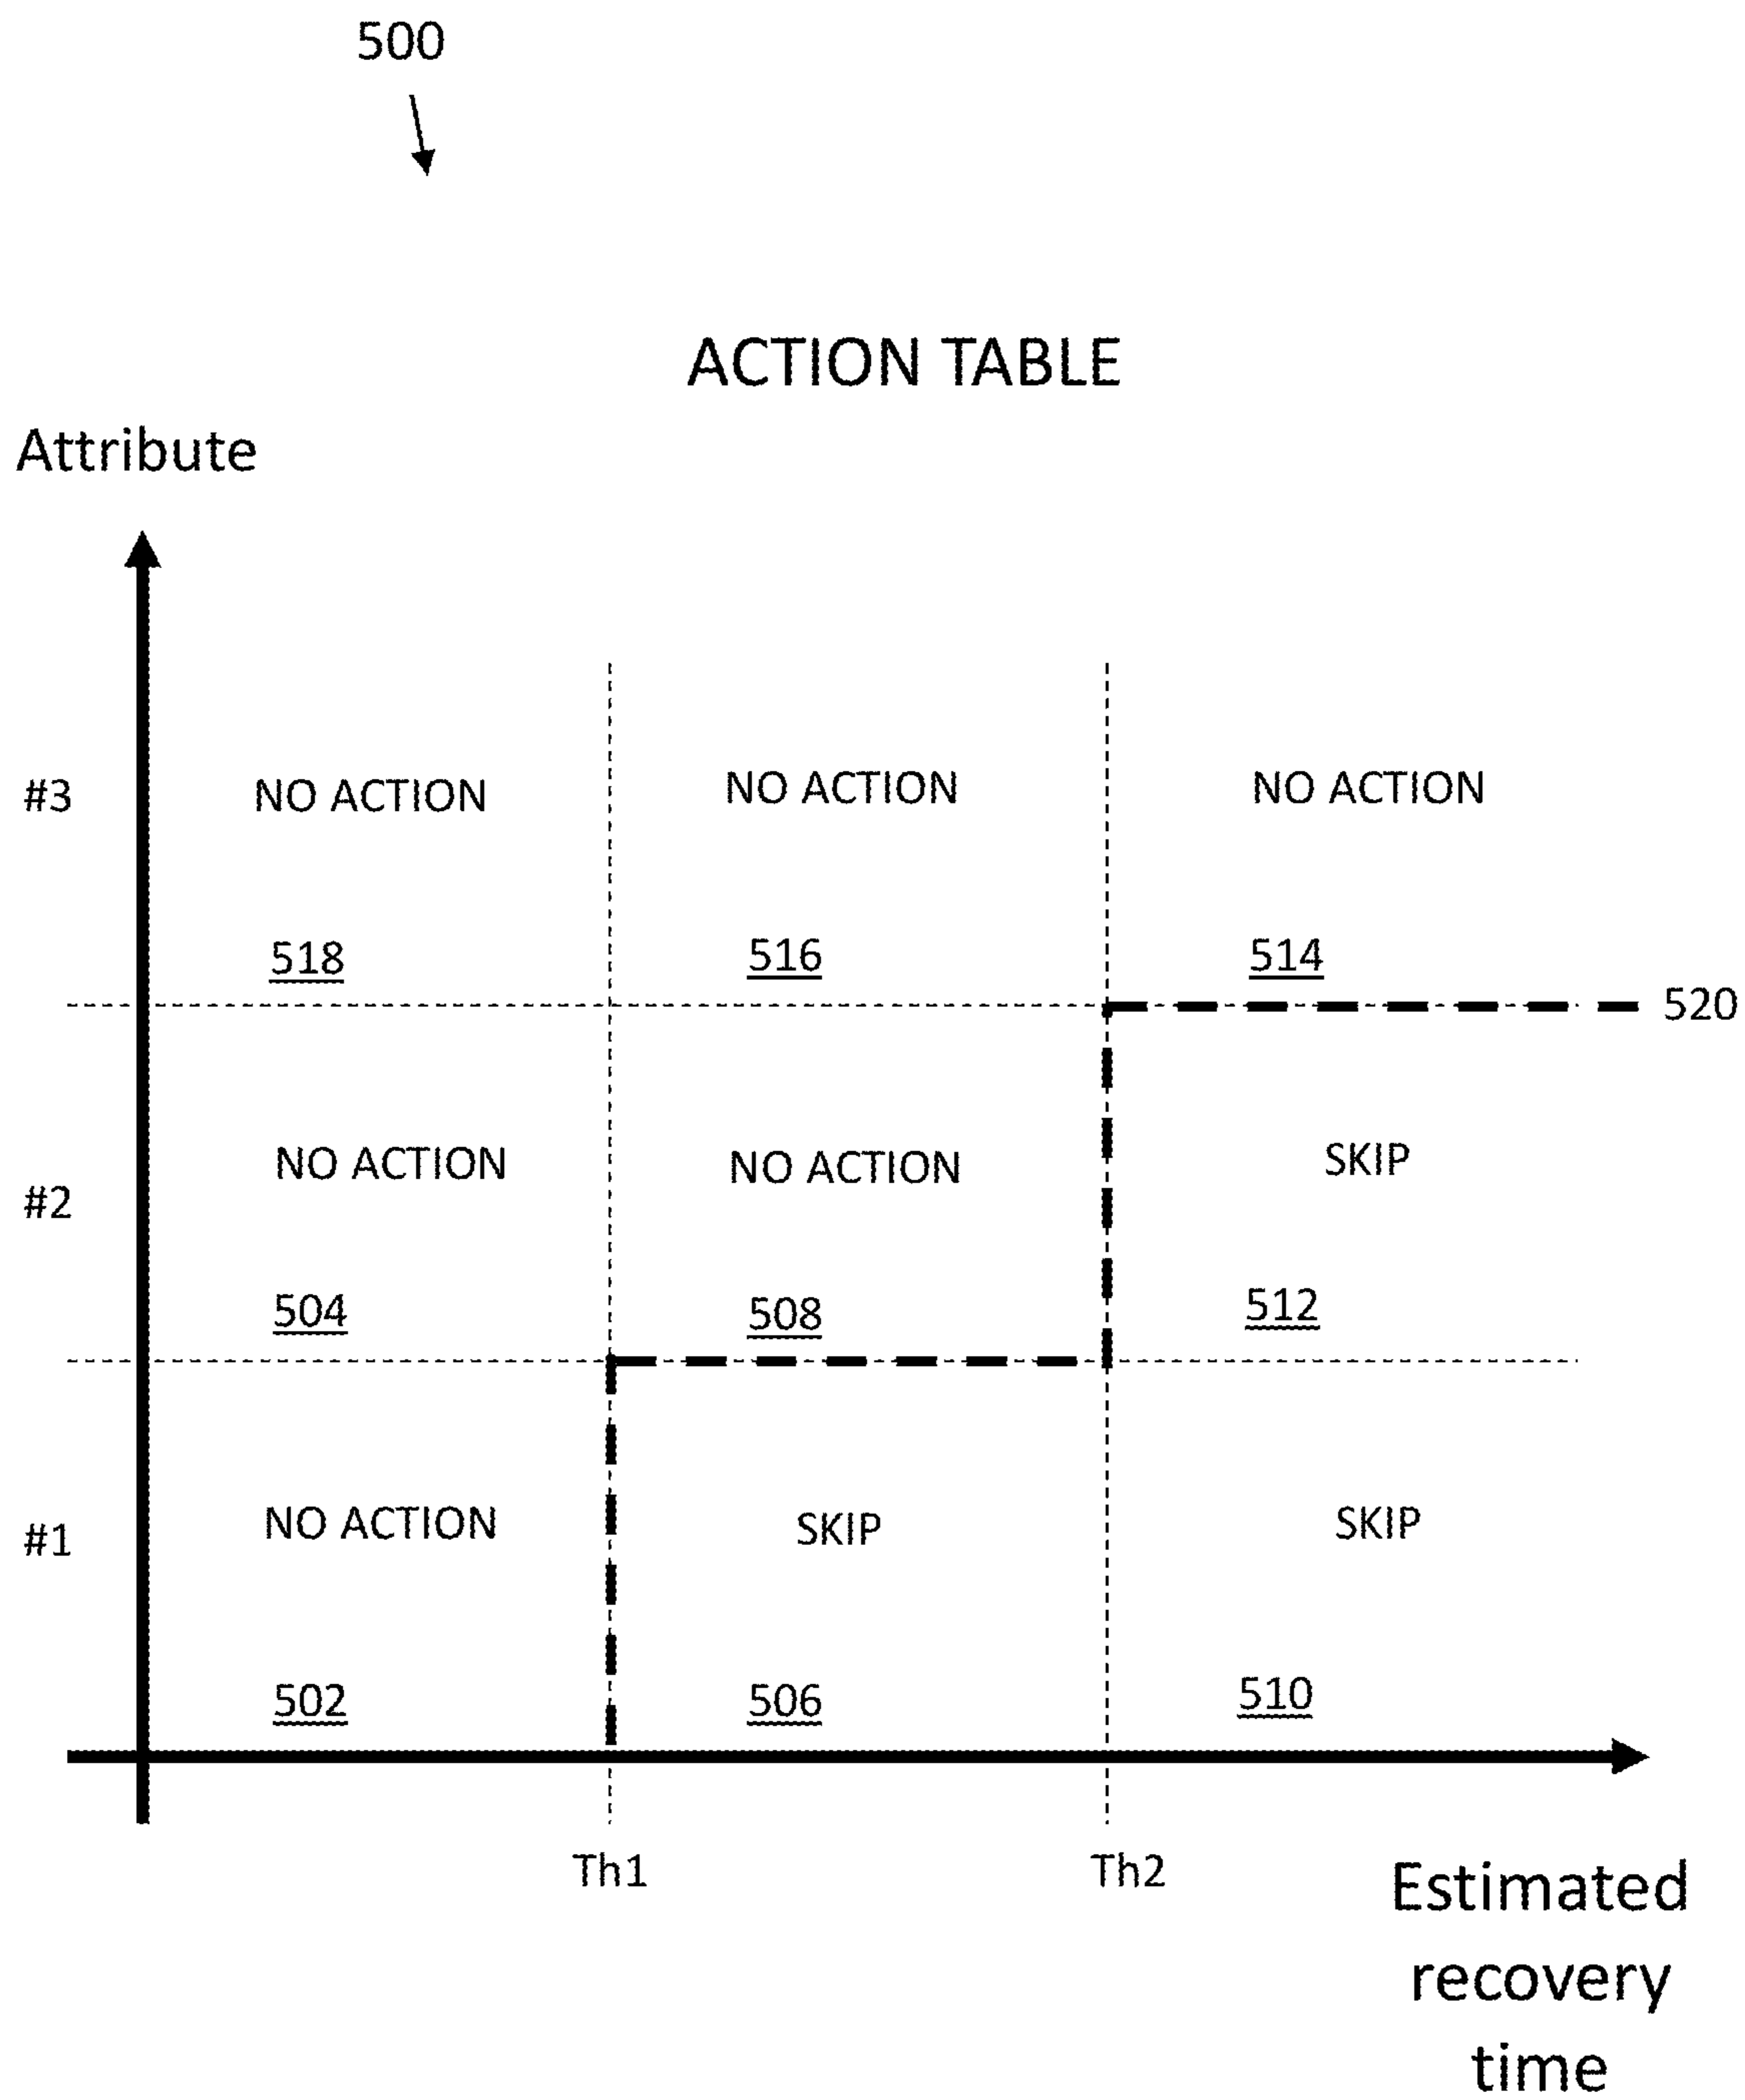 500
ACTION TABLE
Attribute
#3
NO ACTION
NO ACTION
NO ACTION
518
516
514
520
#2
NO ACTION
NO ACTION
SKIP
504
508
512
#1
NO ACTION
SKIP
SKIP
502
506
510
Th1
Th2
Estimated
recovery
time